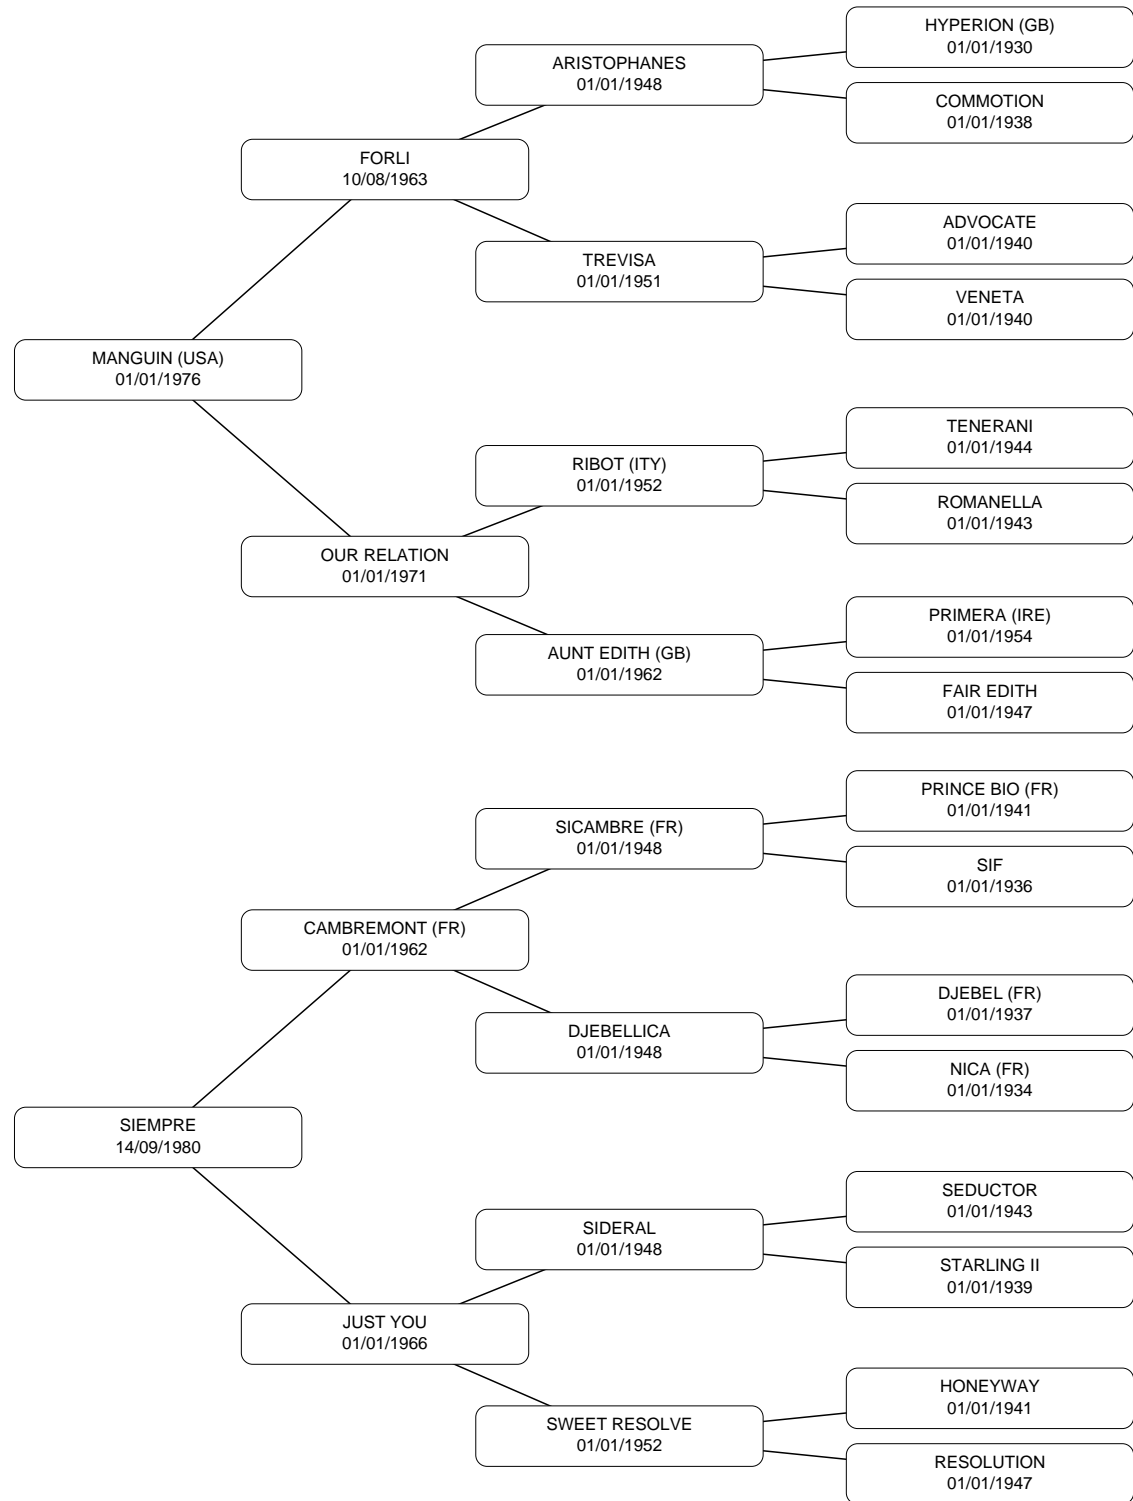 HYPERION (GB)
01/01/1930
ARISTOPHANES
01/01/1948
COMMOTION
01/01/1938
FORLI
10/08/1963
ADVOCATE
01/01/1940
TREVISA
01/01/1951
VENETA
01/01/1940
MANGUIN (USA)
01/01/1976
TENERANI
01/01/1944
RIBOT (ITY)
01/01/1952
ROMANELLA
01/01/1943
OUR RELATION
01/01/1971
PRIMERA (IRE)
01/01/1954
AUNT EDITH (GB)
01/01/1962
FAIR EDITH
01/01/1947
PRINCE BIO (FR)
01/01/1941
SICAMBRE (FR)
01/01/1948
SIF
01/01/1936
CAMBREMONT (FR)
01/01/1962
DJEBEL (FR)
01/01/1937
DJEBELLICA
01/01/1948
NICA (FR)
01/01/1934
SIEMPRE
14/09/1980
SEDUCTOR
01/01/1943
SIDERAL
01/01/1948
STARLING II
01/01/1939
JUST YOU
01/01/1966
HONEYWAY
01/01/1941
SWEET RESOLVE
01/01/1952
RESOLUTION
01/01/1947